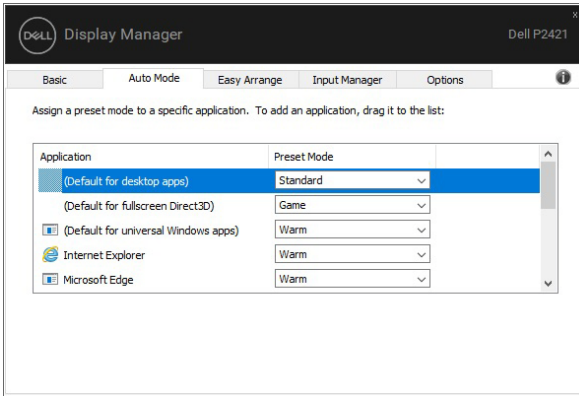 DELL Display Manager
Dell P2421
Basic Auto Mode Easy Arrange Input Manager Options
Assign a preset mode to a specific application. To add an application, drag it to the list:
Application Preset Mode
(Default for desktop apps) Standard
(Default for fullscreen Direct3D) Game
(Default for universal Windows apps) Warm
Internet Explorer Warm
Microsoft Edge Warm